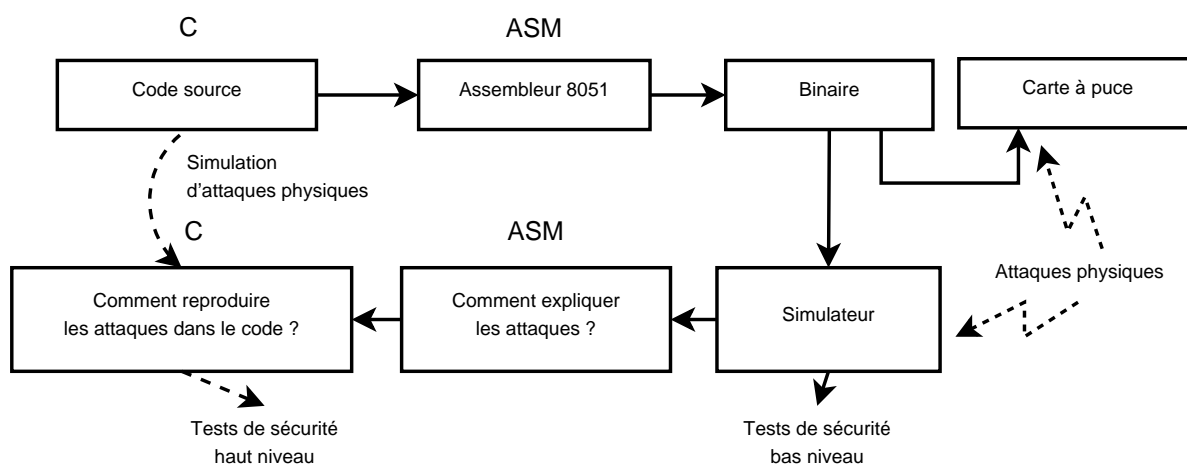 C
ASM
Code source
Assembleur 8051
Binaire
Carte à puce
Simulation
d'attaques physiques
C
ASM
Attaques physiques
Comment reproduire
les attaques dans le code ?
Comment expliquer
les attaques ?
Simulateur
Tests de sécurité
haut niveau
Tests de sécurité
bas niveau